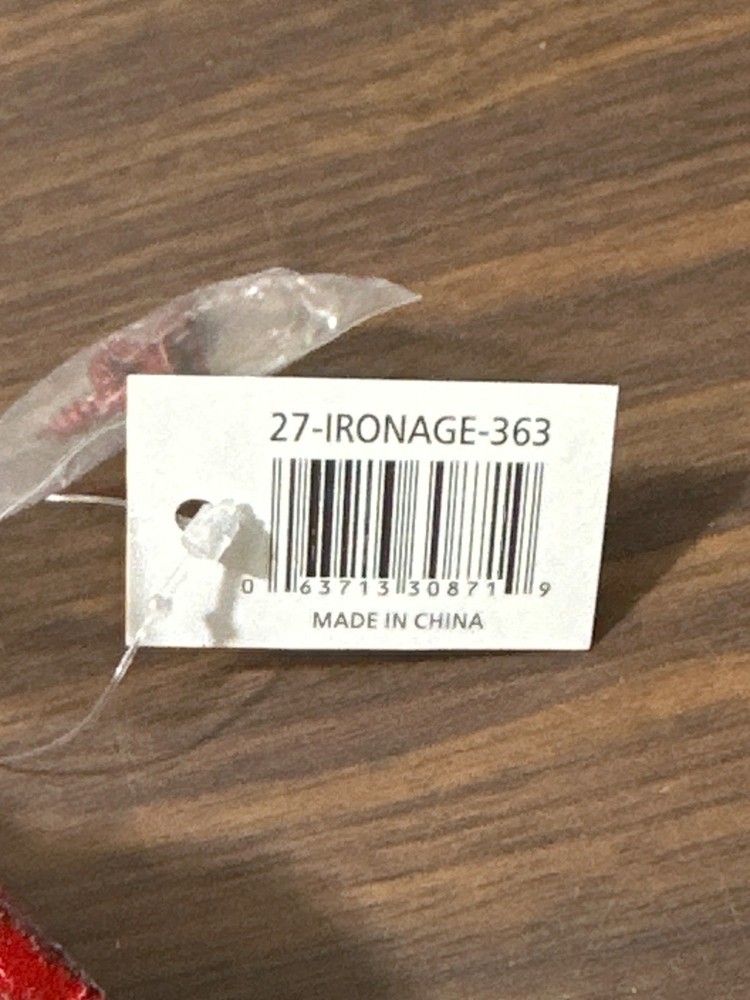 27-IRONAGE-363
0 63713 30871 9
MADE IN CHINA